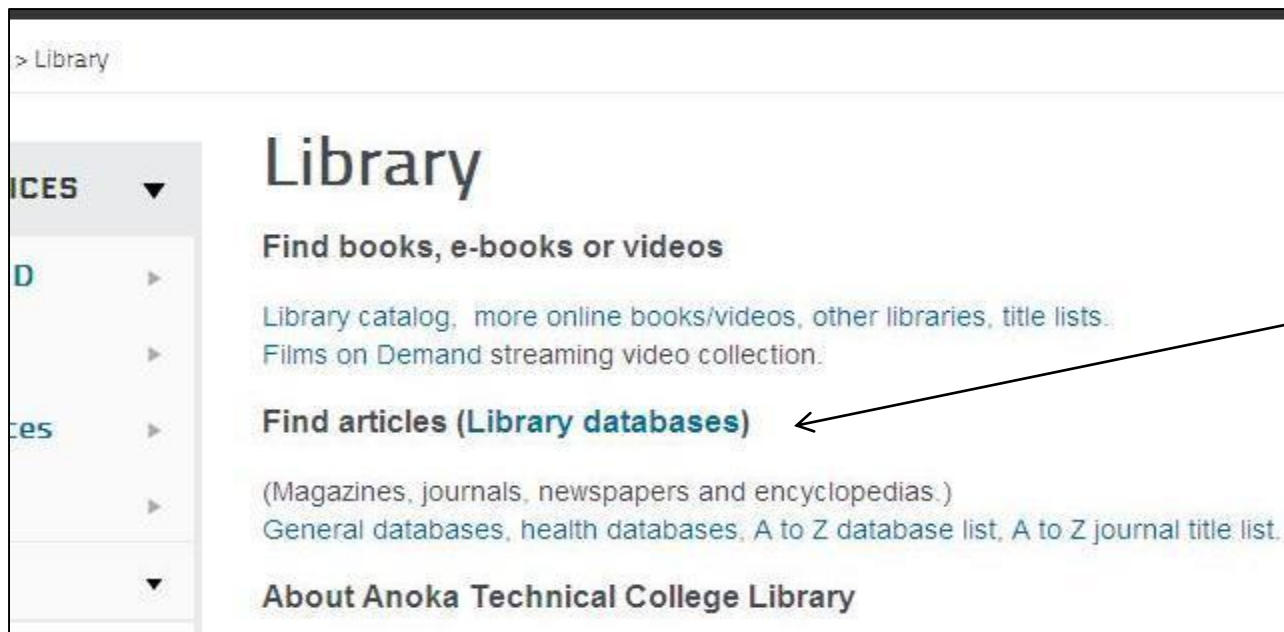 > Library
ICES
D
ces
Library
Find books, e-books or videos
Library catalog, more online books/videos, other libraries, title lists.
Films on Demand streaming video collection.
Find articles (Library databases)
(Magazines, journals, newspapers and encyclopedias.)
General databases, health databases, A to Z database list, A to Z journal title list.
About Anoka Technical College Library